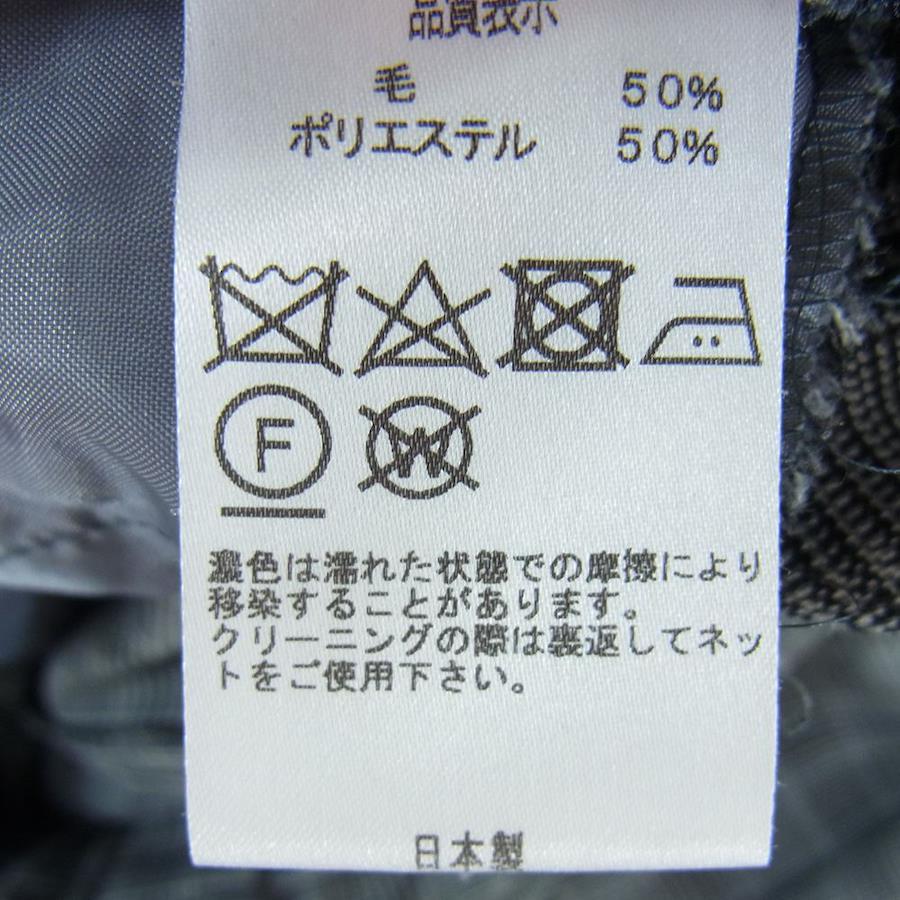 品質表示
毛 50%
ポリエステル 50%
F
W
濃色は濡れた状態での摩擦により
移染することがあります。
クリーニングの際は裏返してネッ
トをご使用下さい。
日本製